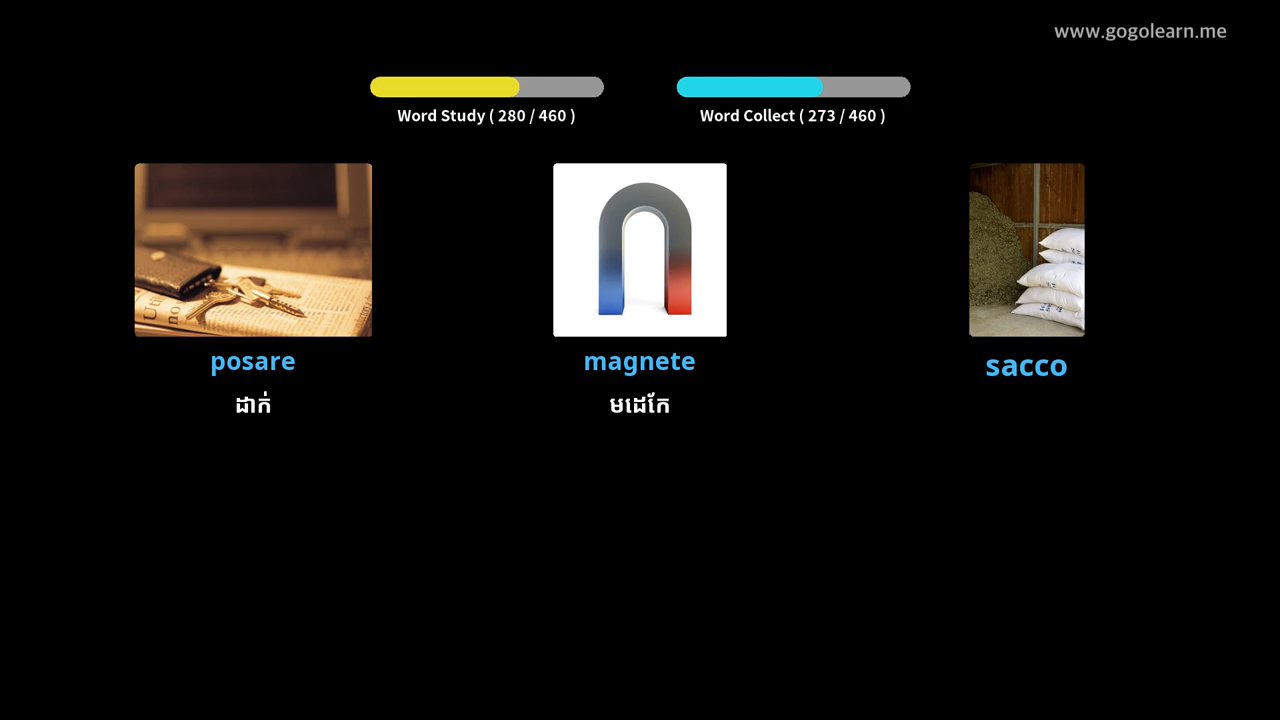 www.gogolearn.me
Word Study ( 280 / 460 )
Word Collect ( 273 / 460 )
posare
magnete
sacco
ដាក់
មដេកែ